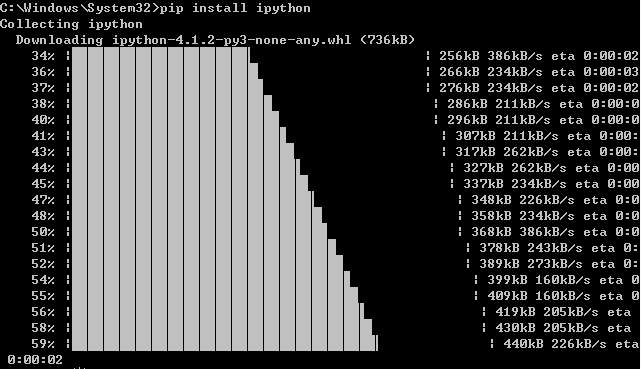 C:\Windows\System32>pip install ipython
Collecting ipython
Downloading ipython-4.1.2-py3-none-any.whl (736kB)
34% | | 256kB 386kB/s eta 0:00:02
36% | | 266kB 234kB/s eta 0:00:03
37% | | 276kB 234kB/s eta 0:00:02
38% | | 286kB 211kB/s eta 0:00:0
40% | | 296kB 211kB/s eta 0:00:0
41% | | 307kB 211kB/s eta 0:00:
43% | | 317kB 262kB/s eta 0:00:
44% | | 327kB 262kB/s eta 0:00
45% | | 337kB 234kB/s eta 0:00
47% | | 348kB 226kB/s eta 0:0
48% | | 358kB 234kB/s eta 0:0
50% | | 368kB 386kB/s eta 0:0
51% | | 378kB 243kB/s eta 0:
52% | | 389kB 273kB/s eta 0:
54% | | 399kB 160kB/s eta 0
55% | | 409kB 160kB/s eta 0
56% | | 419kB 205kB/s eta
58% | | 430kB 205kB/s eta
59% | | 440kB 226kB/s eta
0:00:02